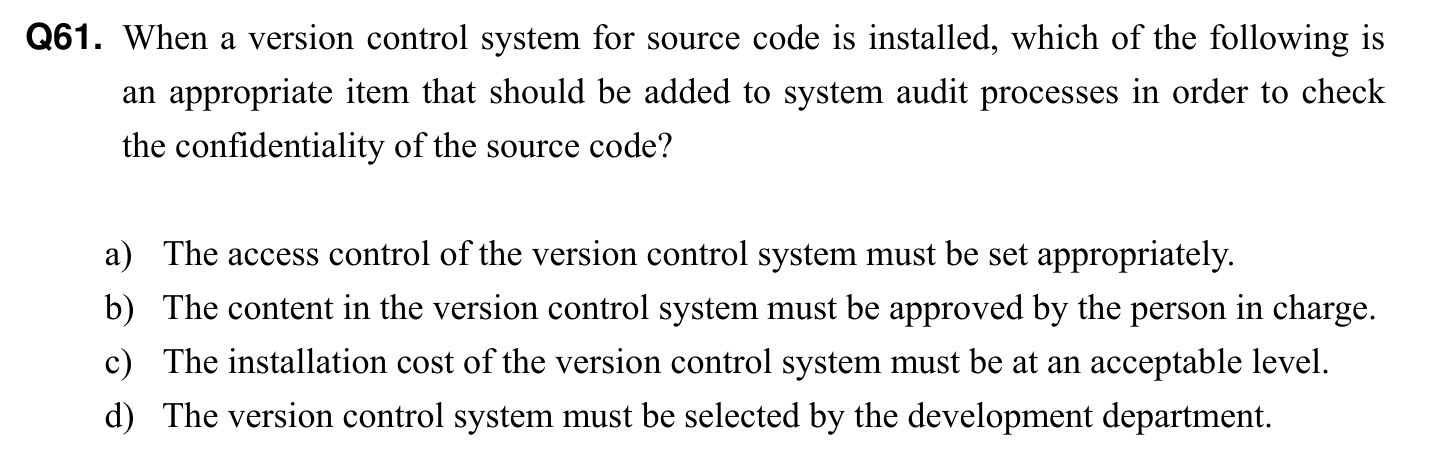 Q61. When a version control system for source code is installed, which of the following is
an appropriate item that should be added to system audit processes in order to check
the confidentiality of the source code?
a) The access control of the version control system must be set appropriately.
b) The content in the version control system must be approved by the person in charge.
c) The installation cost of the version control system must be at an acceptable level.
d) The version control system must be selected by the development department.